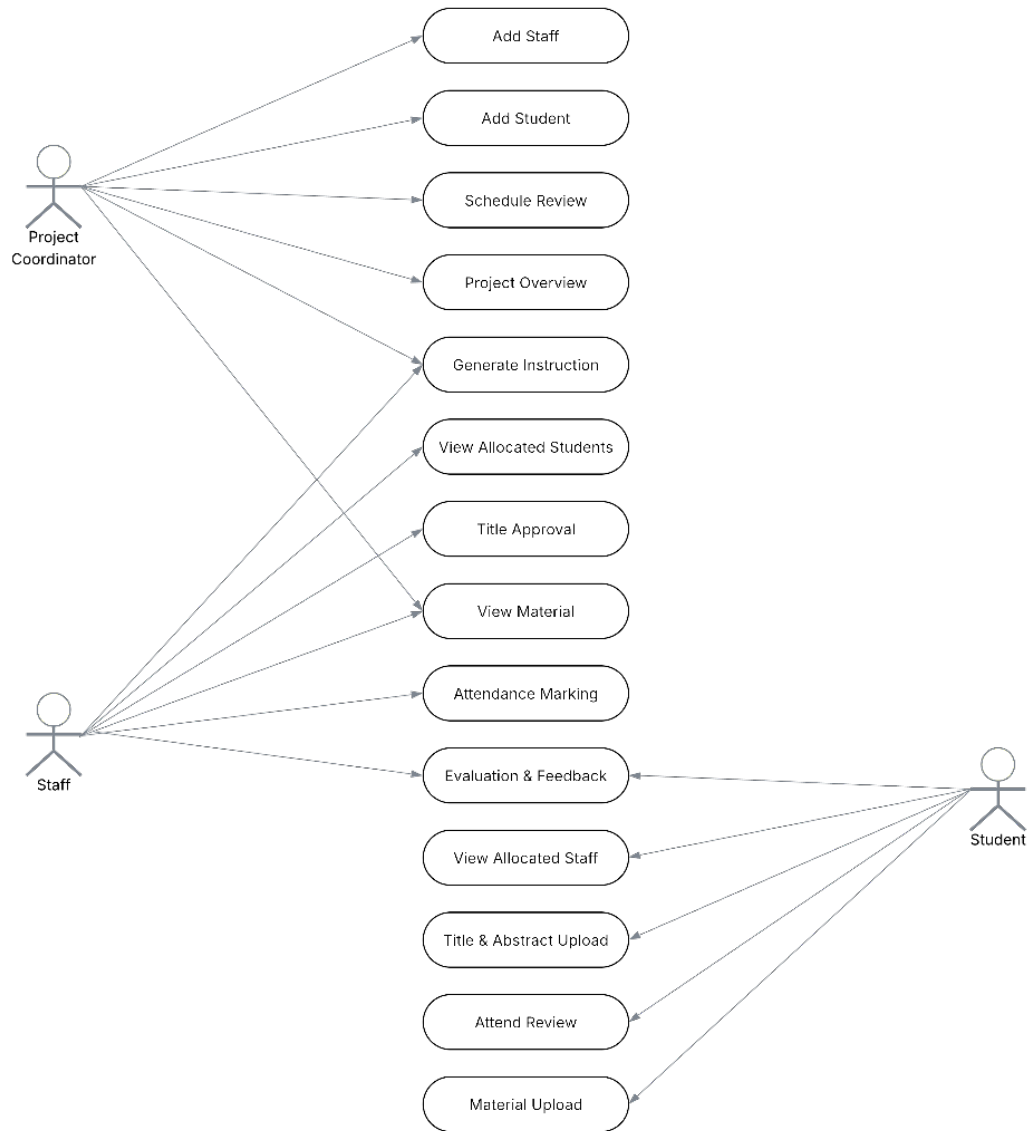 Add Staff
Add Student
Schedule Review
Project
Coordinator
Project Overview
Generate Instruction
View Allocated Students
Title Approval
View Material
Attendance Marking
Staff
Evaluation & Feedback
Student
View Allocated Staff
Title & Abstract Upload
Attend Review
Material Upload